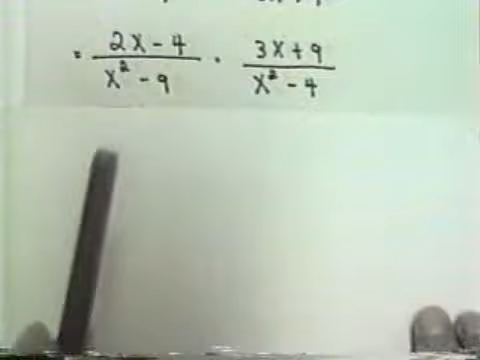 = 2x - 4 / x² - 9 · 3x + 9 / x² - 4